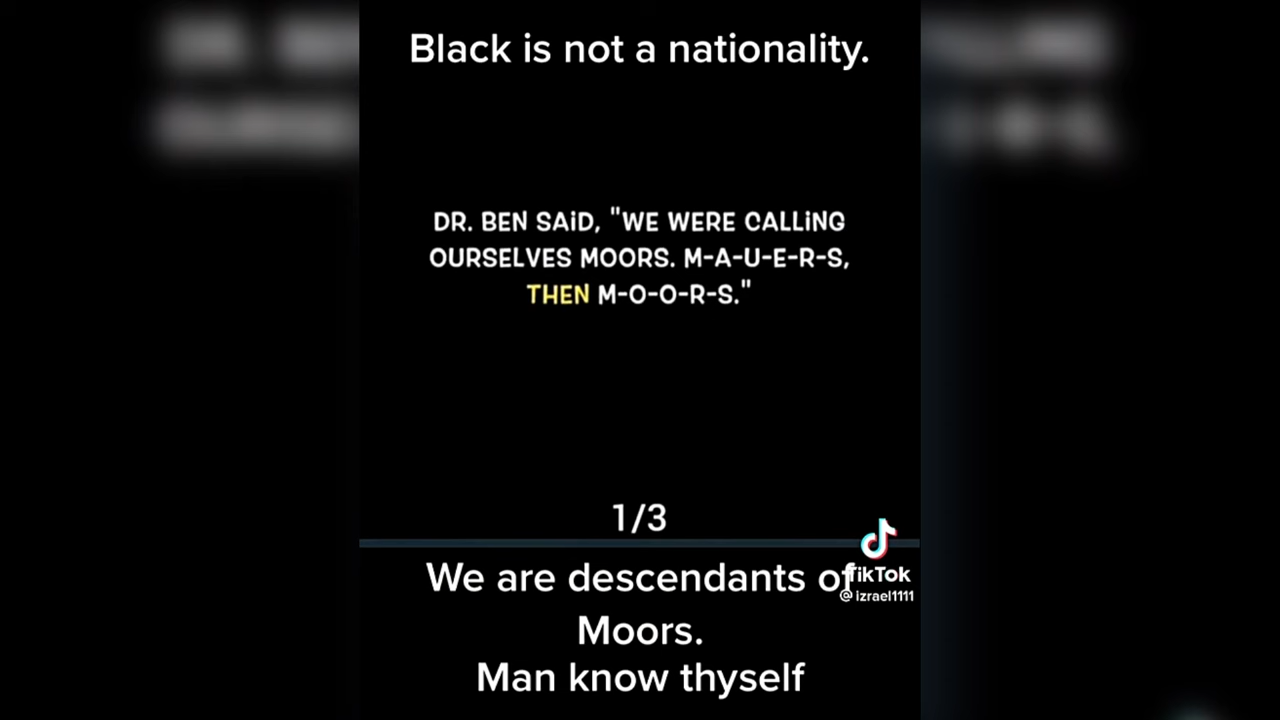 Black is not a nationality.
DR. BEN SAiD, "WE WERE CALLiNG
OURSELVES MOORS. M-A-U-E-R-S,
THEN M-O-O-R-S."
1/3
We are descendants of
Moors.
Man know thyself
TikTok
@izrael1111